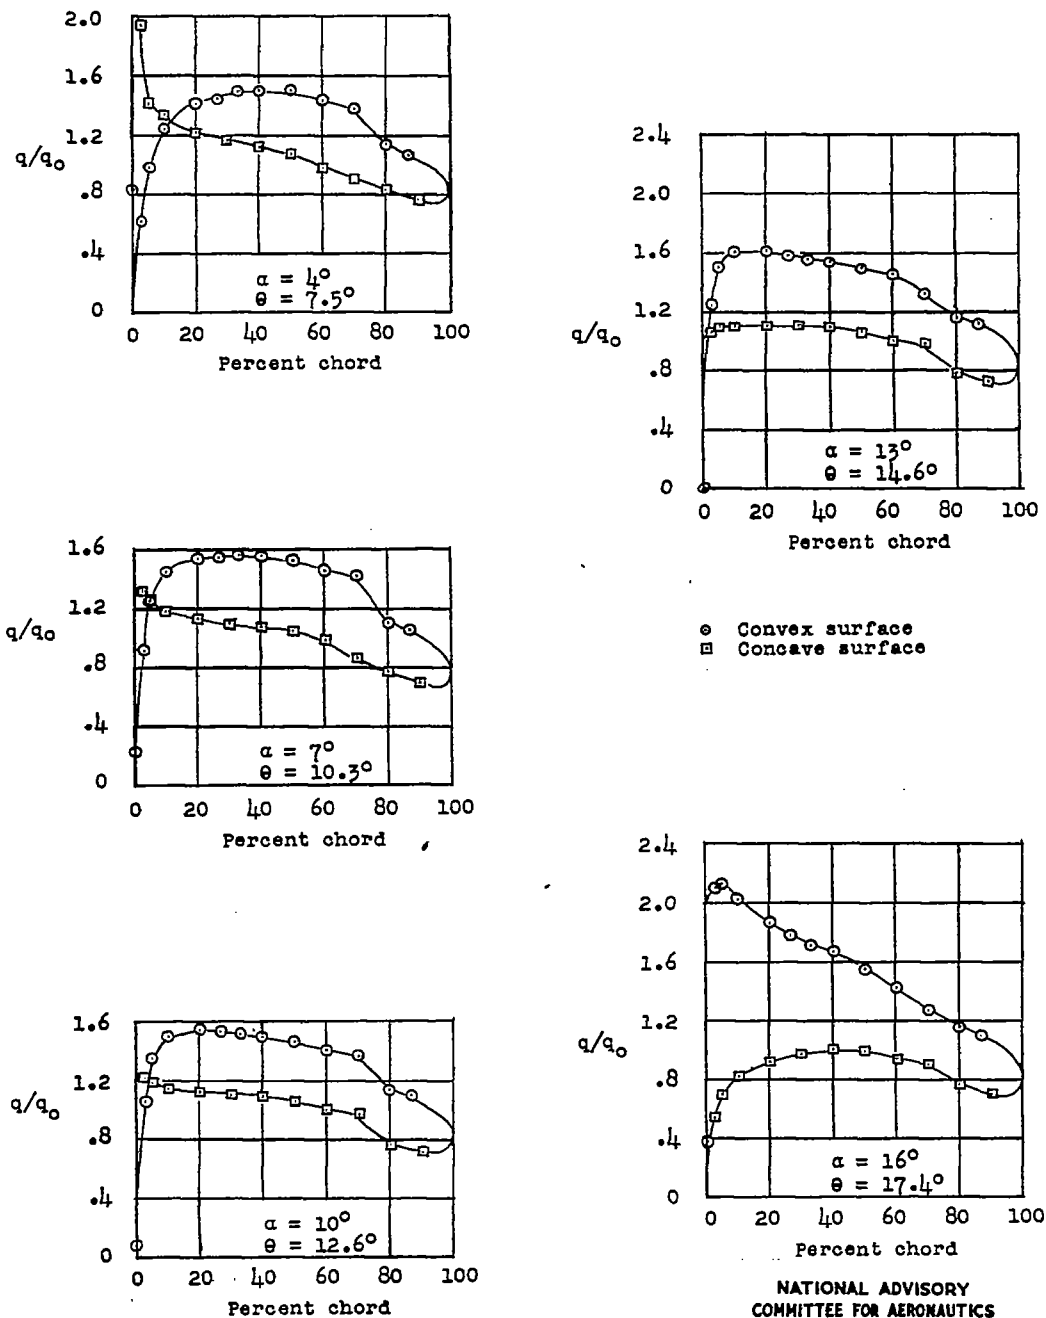 2.0
1.6
1.2
q/q₀
.8
.4
0
α = 4°
θ = 7.5°
0 20 40 60 80 100
Percent chord
1.6
1.2
q/q₀
.8
.4
0
α = 7°
θ = 10.3°
0 20 40 60 80 100
Percent chord
1.6
1.2
q/q₀
.8
.4
0
α = 10°
θ = 12.6°
0 20 40 60 80 100
Percent chord
2.4
2.0
1.6
1.2
q/q₀
.8
.4
0
α = 13°
θ = 14.6°
0 20 40 60 80 100
Percent chord
Convex surface
Concave surface
2.4
2.0
1.6
1.2
q/q₀
.8
.4
0
α = 16°
θ = 17.4°
0 20 40 60 80 100
Percent chord
NATIONAL ADVISORY
COMMITTEE FOR AERONAUTICS